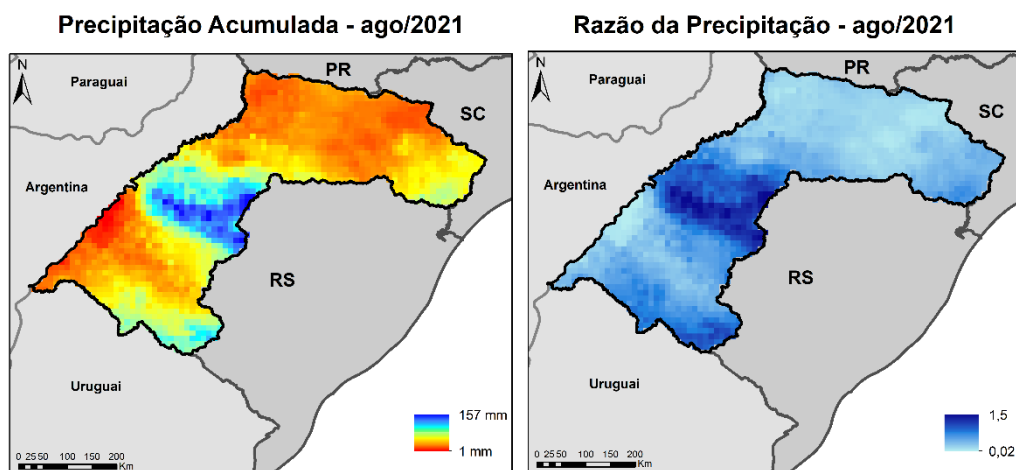 Precipitação Acumulada - ago/2021
N
Paraguai
PR
SC
Argentina
RS
Uruguai
157 mm
1 mm
0 25 50 100 150 200
Km
Razão da Precipitação - ago/2021
N
Paraguai
PR
SC
Argentina
RS
Uruguai
1,5
0,02
0 25 50 100 150 200
Km